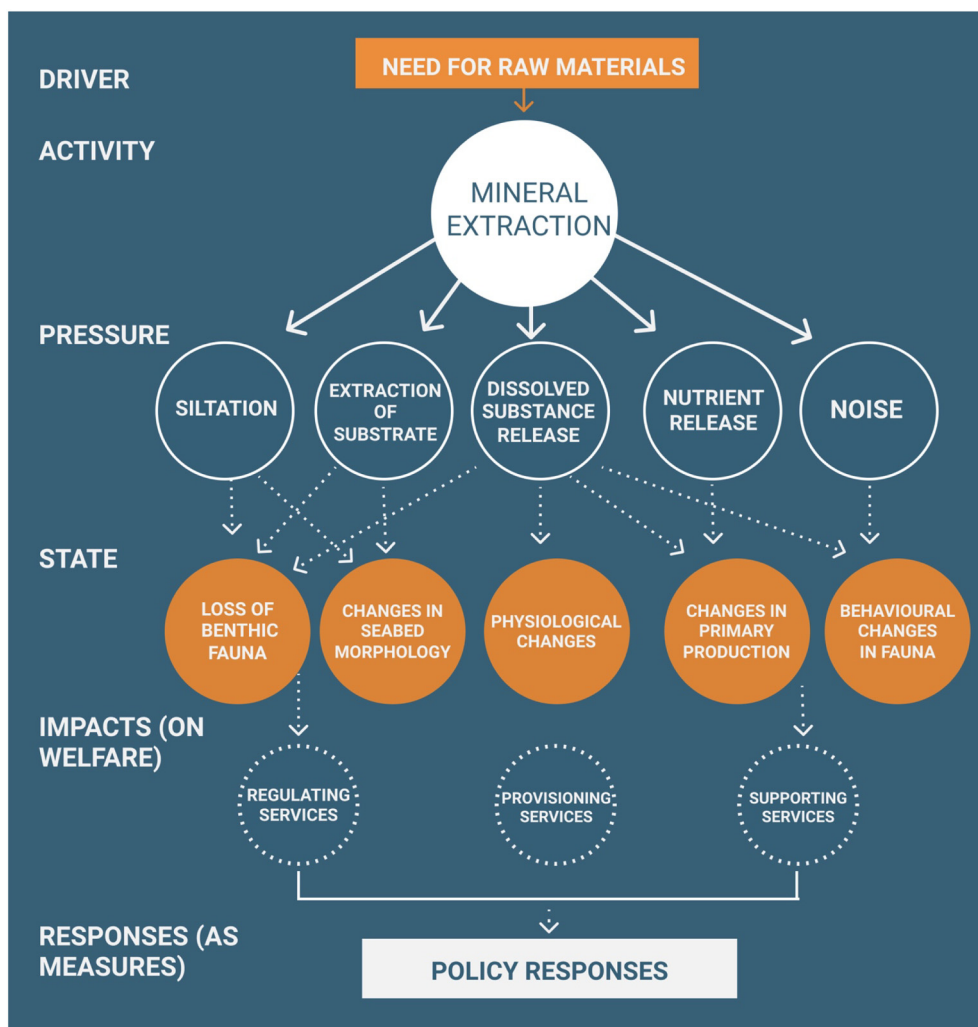 DRIVER
NEED FOR RAW MATERIALS
ACTIVITY
MINERAL
EXTRACTION
PRESSURE
SILTATION
EXTRACTION
OF
SUBSTRATE
DISSOLVED
SUBSTANCE
RELEASE
NUTRIENT
RELEASE
NOISE
STATE
LOSS OF
BENTHIC
FAUNA
CHANGES IN
SEABED
MORPHOLOGY
PHYSIOLOGICAL
CHANGES
CHANGES IN
PRIMARY
PRODUCTION
BEHAVIOURAL
CHANGES
IN FAUNA
IMPACTS (ON
WELFARE)
REGULATING
SERVICES
PROVISIONING
SERVICES
SUPPORTING
SERVICES
RESPONSES (AS
MEASURES)
POLICY RESPONSES